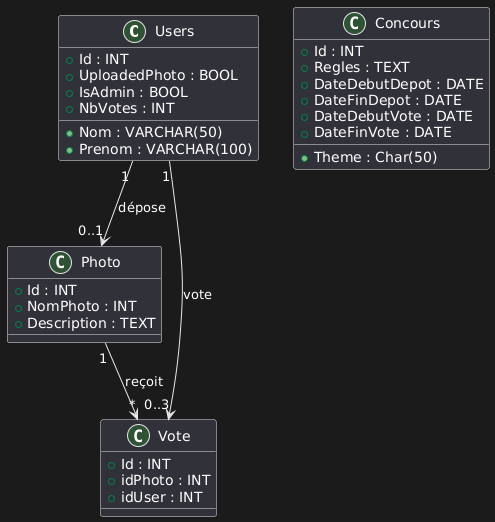 C Users
Id : INT
UploadedPhoto : BOOL
IsAdmin : BOOL
NbVotes : INT
Nom : VARCHAR(50)
Prenom : VARCHAR(100)
C Concours
Id : INT
Regles : TEXT
DateDebutDepot : DATE
DateFinDepot : DATE
DateDebutVote : DATE
DateFinVote : DATE
Theme : Char(50)
1
1
dépose
0..1
C Photo
Id : INT
NomPhoto : INT
Description : TEXT
vote
1
reçoit
*
0..3
C Vote
Id : INT
idPhoto : INT
idUser : INT